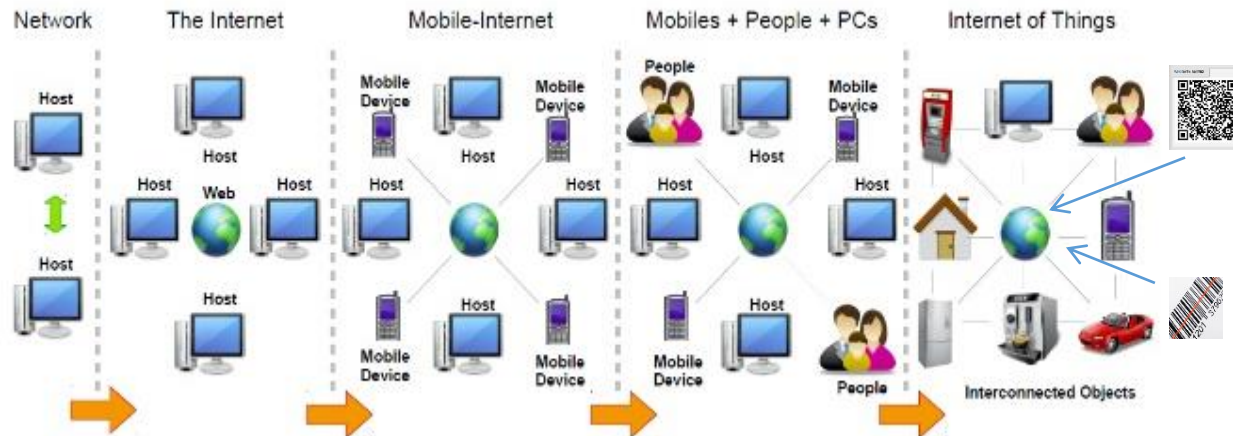 Network
The Internet
Mobile-Internet
Mobiles + People + PCs
Internet of Things
Host
Host
Host
Host
Web
Host
Host
Mobile
Device
Mobile
Device
Host
Host
Host
Mobile
Device
Host
Mobile
Device
People
Mobile
Device
Host
Host
Host
Mobile
Device
Host
People
Interconnected Objects